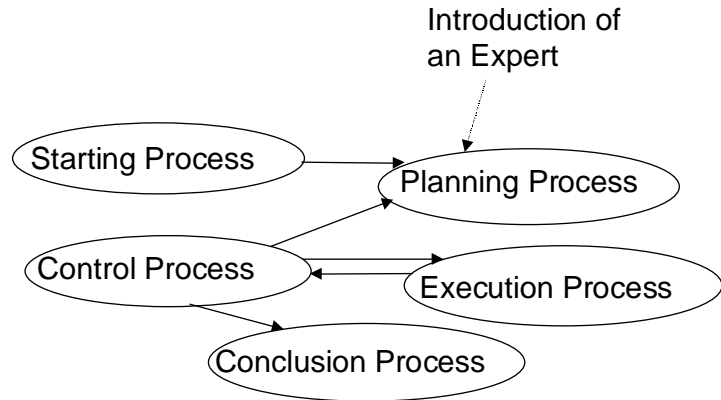 Introduction of
an Expert
Starting Process
Planning Process
Control Process
Execution Process
Conclusion Process